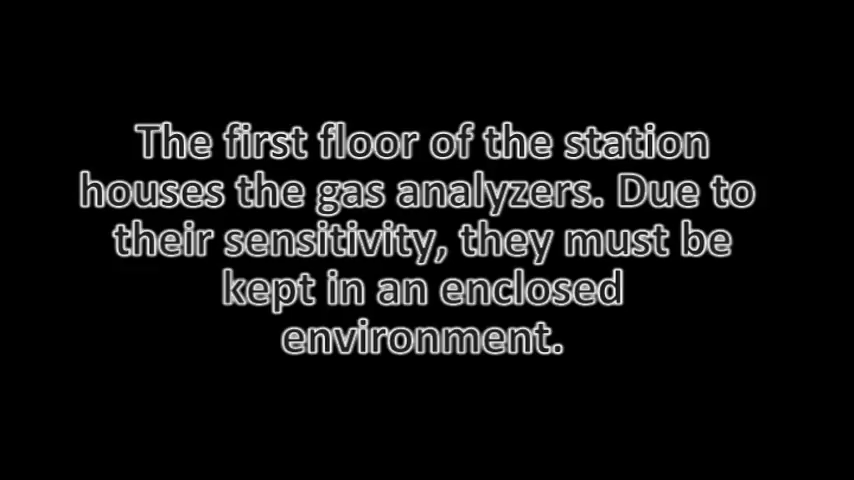 The first floor of the station
houses the gas analyzers. Due to
their sensitivity, they must be
kept in an enclosed
environment.